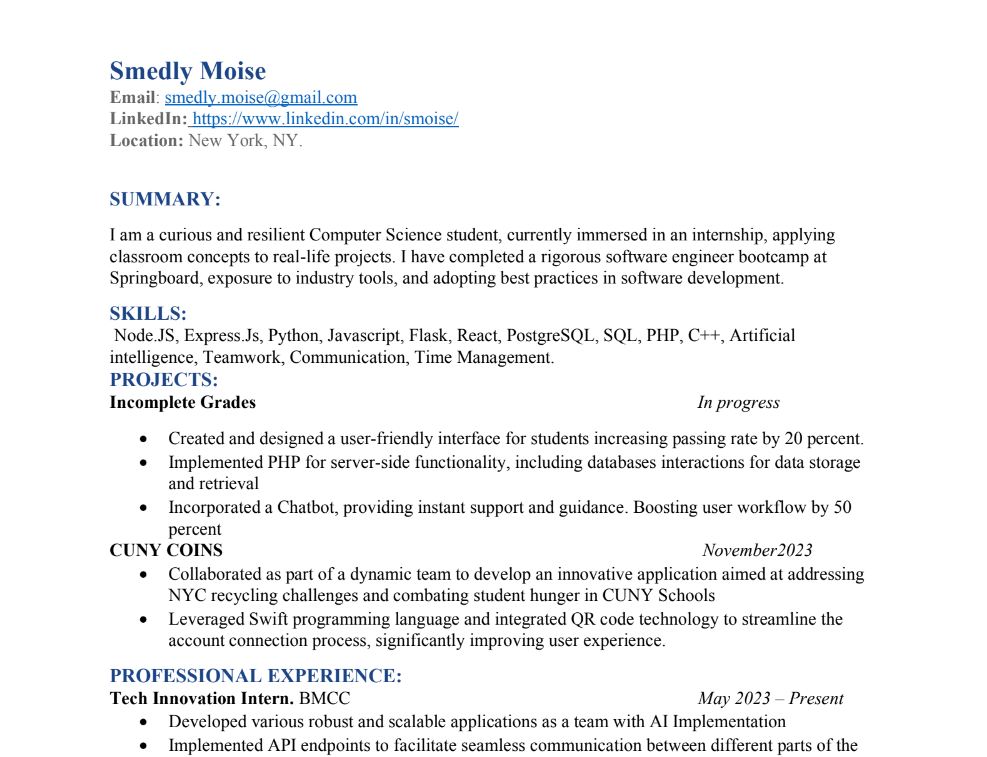 Smedly Moise
Email: smedly.moise@gmail.com
LinkedIn: https://www.linkedin.com/in/smoise/
Location: New York, NY.
SUMMARY:
I am a curious and resilient Computer Science student, currently immersed in an internship, applying
classroom concepts to real-life projects. I have completed a rigorous software engineer bootcamp at
Springboard, exposure to industry tools, and adopting best practices in software development.
SKILLS:
Node.JS, Express.Js, Python, Javascript, Flask, React, PostgreSQL, SQL, PHP, C++, Artificial
intelligence, Teamwork, Communication, Time Management.
PROJECTS:
Incomplete Grades In progress
• Created and designed a user-friendly interface for students increasing passing rate by 20 percent.
• Implemented PHP for server-side functionality, including databases interactions for data storage
and retrieval
• Incorporated a Chatbot, providing instant support and guidance. Boosting user workflow by 50
percent
CUNY COINS November2023
• Collaborated as part of a dynamic team to develop an innovative application aimed at addressing
NYC recycling challenges and combating student hunger in CUNY Schools
• Leveraged Swift programming language and integrated QR code technology to streamline the
account connection process, significantly improving user experience.
PROFESSIONAL EXPERIENCE:
Tech Innovation Intern. BMCC May 2023 – Present
• Developed various robust and scalable applications as a team with AI Implementation
• Implemented API endpoints to facilitate seamless communication between different parts of the